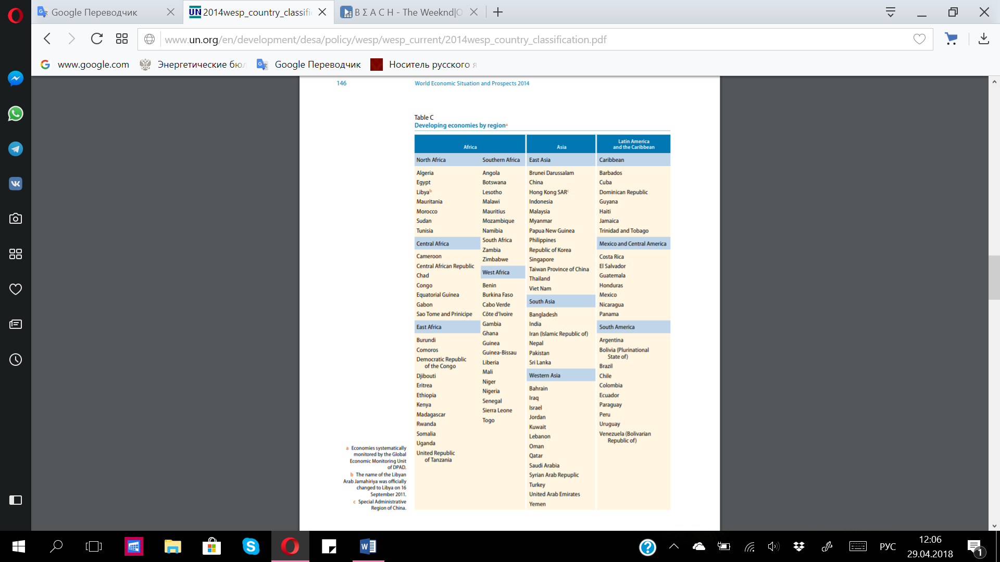 Google Переводчик
2014wesp_country_classifi
B Σ A C H - The Weeknd|O
www.un.org/en/development/desa/policy/wesp/wesp_current/2014wesp_country_classification.pdf
www.google.com
Энергетические бюл
Google Переводчик
Носитель русского я
146
World Economic Situation and Prospects 2014
Table C
Developing economies by regionᵃ
Africa
North Africa
Algeria
Egypt
Libyaᵇ
Mauritania
Morocco
Sudan
Tunisia
Central Africa
Cameroon
Central African Republic
Chad
Congo
Equatorial Guinea
Gabon
Sao Tome and Prinicipe
East Africa
Burundi
Comoros
Democratic Republic
of the Congo
Djibouti
Eritrea
Ethiopia
Kenya
Madagascar
Rwanda
Somalia
Uganda
United Republic
of Tanzania
Southern Africa
Angola
Botswana
Lesotho
Malawi
Mauritius
Mozambique
Namibia
South Africa
Zambia
Zimbabwe
West Africa
Benin
Burkina Faso
Cabo Verde
Côte d'Ivoire
Gambia
Ghana
Guinea
Guinea-Bissau
Liberia
Mali
Niger
Nigeria
Senegal
Sierra Leone
Togo
Asia
East Asia
Brunei Darussalam
China
Hong Kong SARᶜ
Indonesia
Malaysia
Myanmar
Papua New Guinea
Philippines
Republic of Korea
Singapore
Taiwan Province of China
Thailand
Viet Nam
South Asia
Bangladesh
India
Iran (Islamic Republic of)
Nepal
Pakistan
Sri Lanka
Western Asia
Bahrain
Iraq
Israel
Jordan
Kuwait
Lebanon
Oman
Qatar
Saudi Arabia
Syrian Arab Repuplic
Turkey
United Arab Emirates
Yemen
Latin America
and the Caribbean
Caribbean
Barbados
Cuba
Dominican Republic
Guyana
Haiti
Jamaica
Trinidad and Tobago
Mexico and Central America
Costa Rica
El Salvador
Guatemala
Honduras
Mexico
Nicaragua
Panama
South America
Argentina
Bolivia (Plurinational
State of)
Brazil
Chile
Colombia
Ecuador
Paraguay
Peru
Uruguay
Venezuela (Bolivarian
Republic of)
a Economies systematically
monitored by the Global
Economic Monitoring Unit
of DPAD.
b The name of the Libyan
Arab Jamahiriya was officially
changed to Libya on 16
September 2011.
c Special Administrative
Region of China.
РУС
12:06
29.04.2018
1